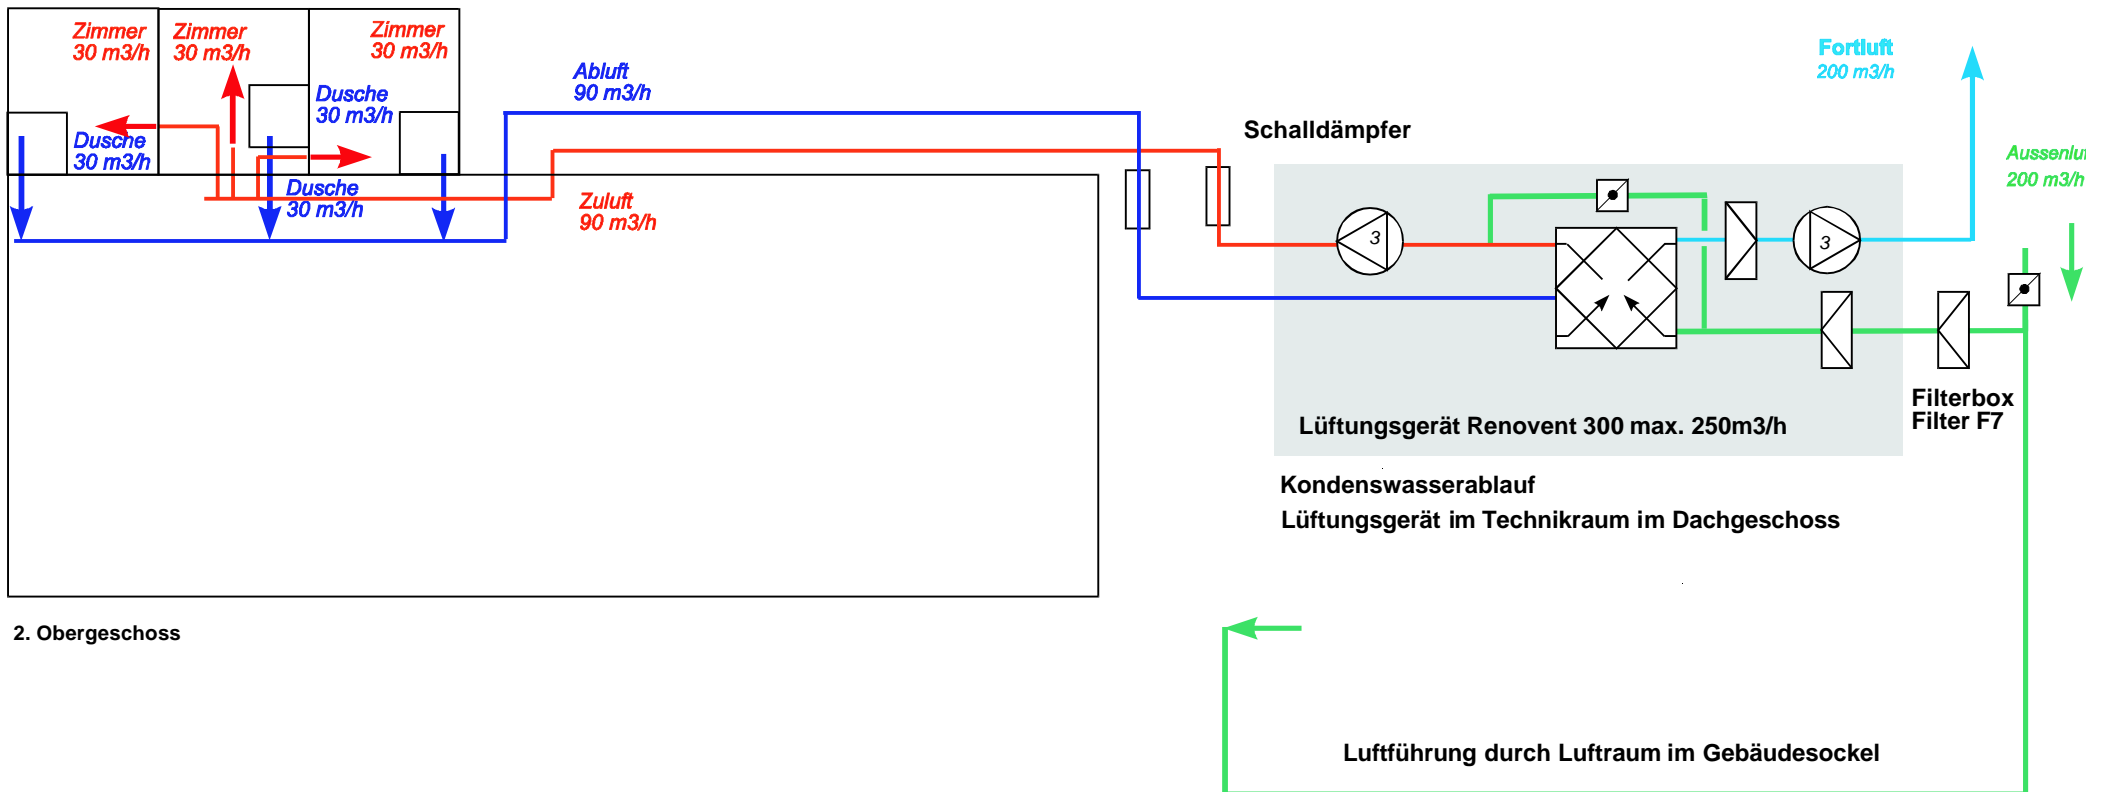 Zimmer
30 m3/h
Zimmer
30 m3/h
Zimmer
30 m3/h
Dusche
30 m3/h
Dusche
30 m3/h
Dusche
30 m3/h
Abluft
90 m3/h
Zuluft
90 m3/h
Schalldämpfer
Fortluft
200 m3/h
Aussenlu
200 m3/h
3
3
Filterbox
Filter F7
Lüftungsgerät Renovent 300 max. 250m3/h
Kondenswasserablauf
Lüftungsgerät im Technikraum im Dachgeschoss
2. Obergeschoss
Luftführung durch Luftraum im Gebäudesockel